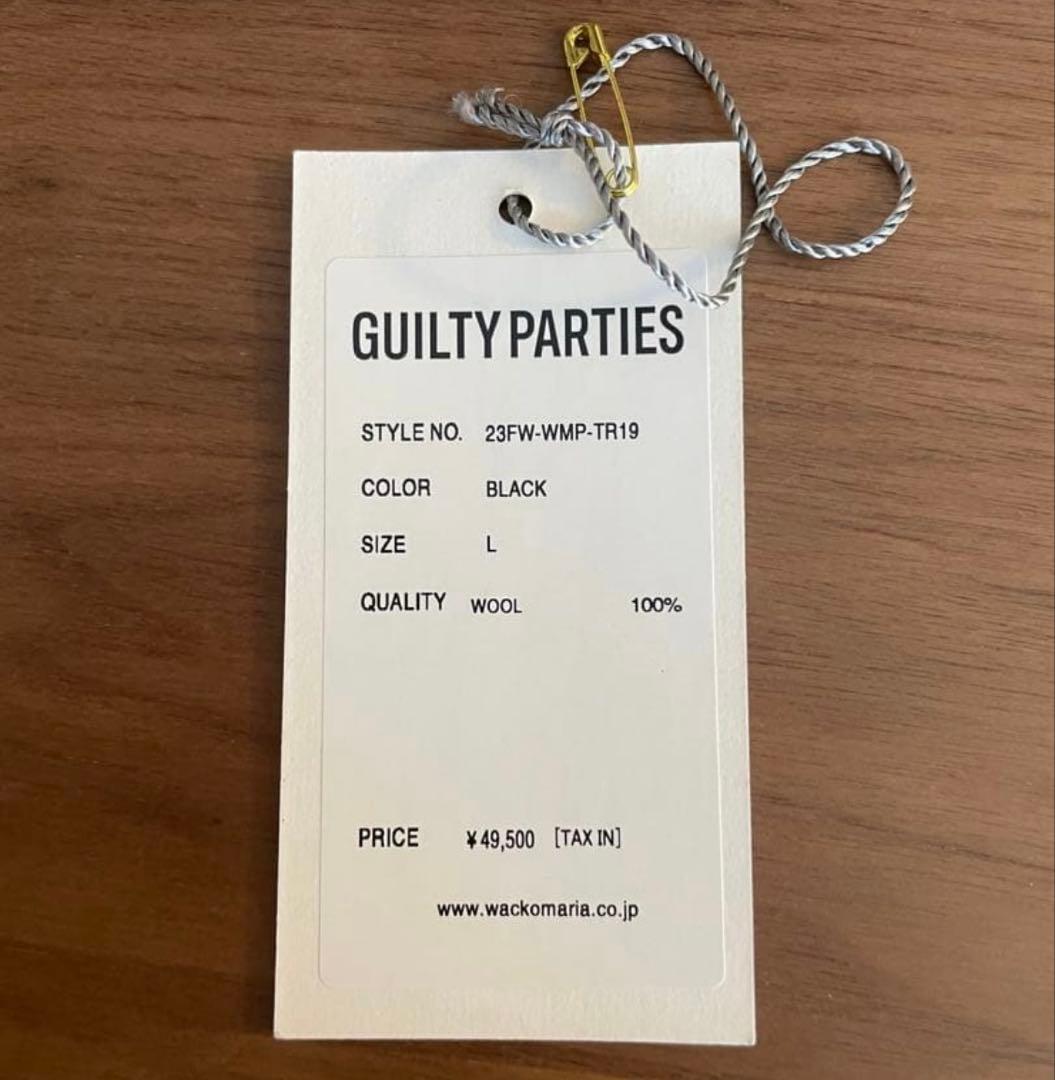 GUILTY PARTIES
STYLE NO. 23FW-WMP-TR19
COLOR BLACK
SIZE L
QUALITY WOOL 100%
PRICE ¥49,500 [TAX IN]
www.wackomaria.co.jp